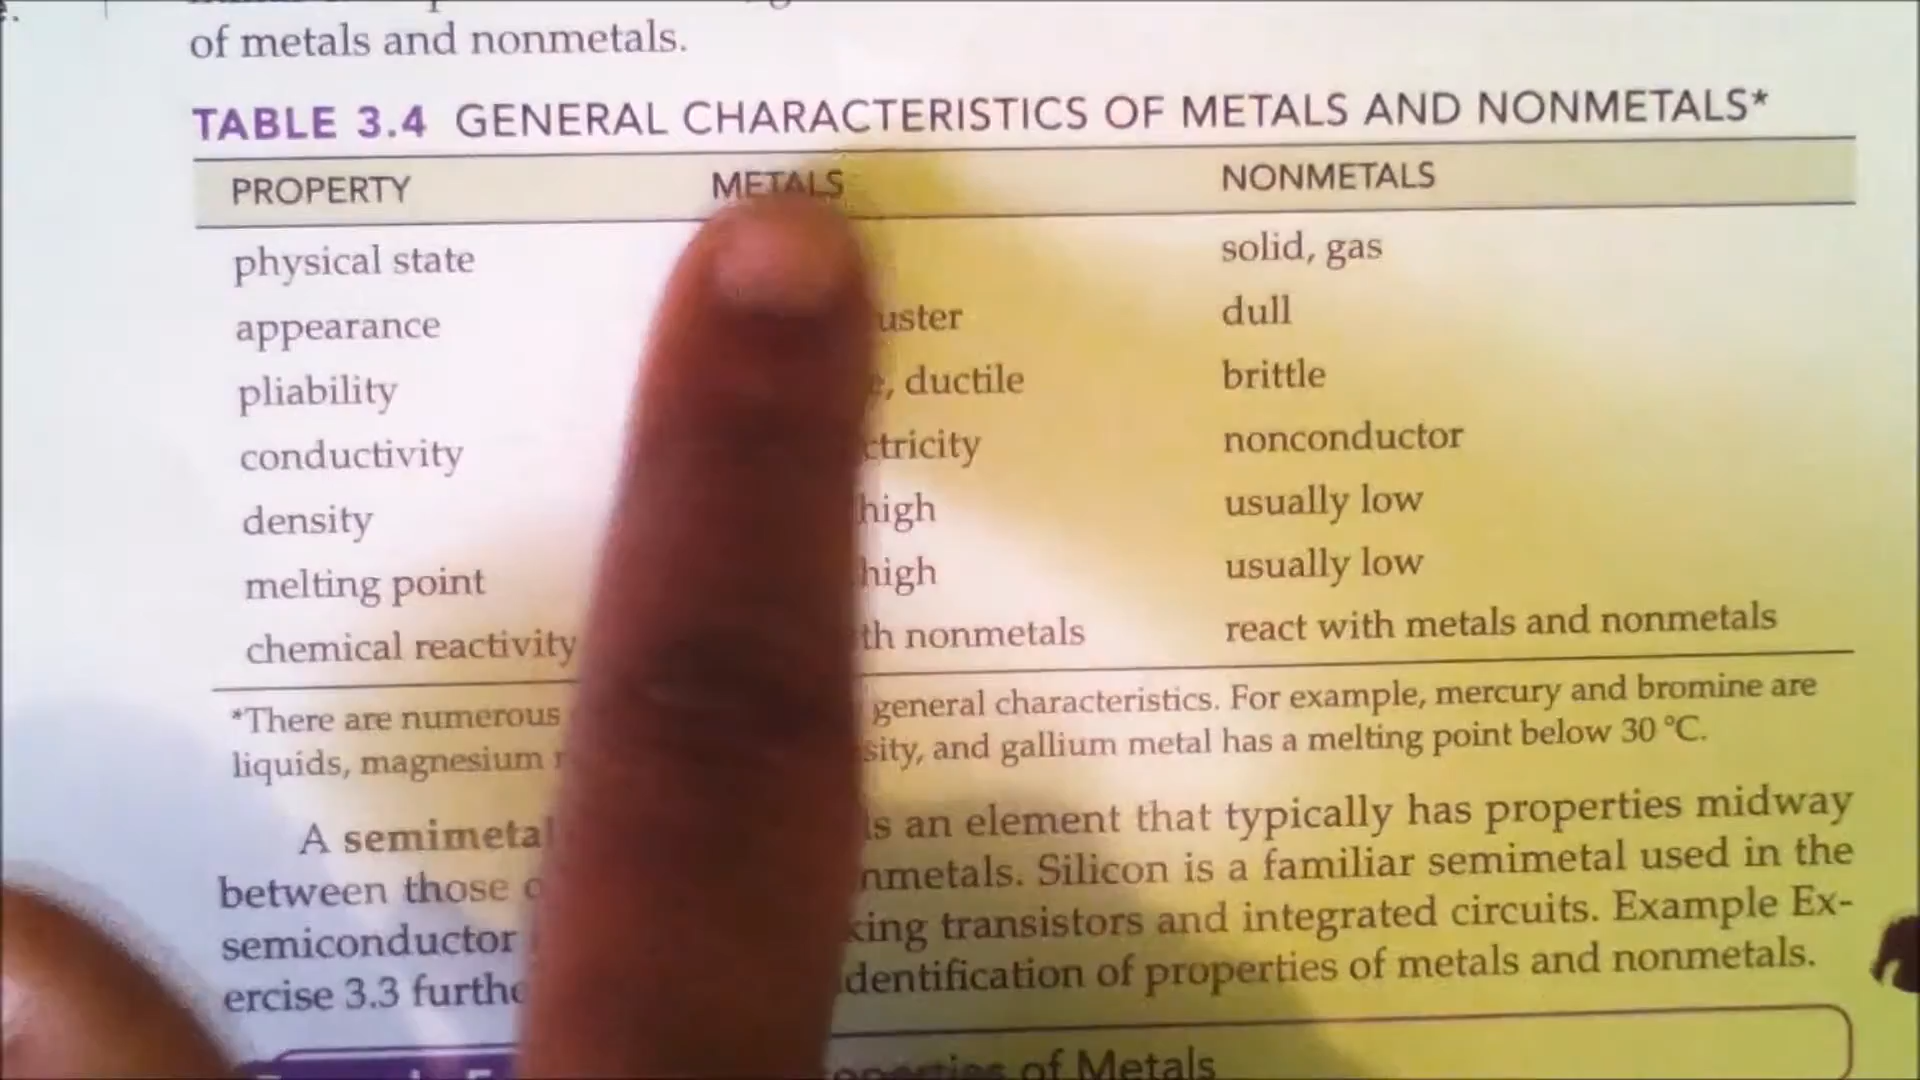 of metals and nonmetals.
TABLE 3.4 GENERAL CHARACTERISTICS OF METALS AND NONMETALS*
PROPERTY METALS NONMETALS
physical state solid, gas
appearance uster dull
pliability , ductile brittle
conductivity ctricity nonconductor
density high usually low
melting point high usually low
chemical reactivity th nonmetals react with metals and nonmetals
*There are numerous general characteristics. For example, mercury and bromine are
liquids, magnesium sity, and gallium metal has a melting point below 30 °C.
A semimetal is an element that typically has properties midway
between those nmetals. Silicon is a familiar semimetal used in the
semiconductor king transistors and integrated circuits. Example Ex-
ercise 3.3 furthe dentification of properties of metals and nonmetals.
of Metals